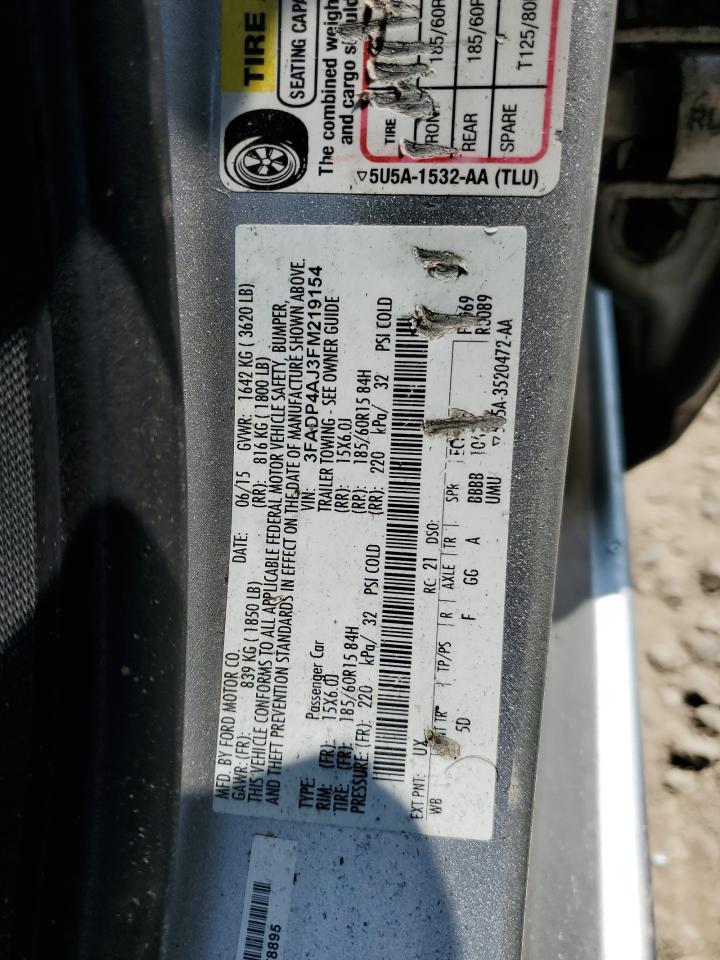 TIRE
SEATING CAPA
The combined weigh
and cargo should
TIRE
FRONT 185/60R
REAR 185/60R
SPARE T125/80
▽5U5A-1532-AA (TLU)
MFD. BY FORD MOTOR CO.
DATE: 06/15 GVWR: 1642 KG ( 3620 LB)
GAWR: (FR): 839 KG ( 1850 LB) (RR): 816 KG ( 1800 LB)
THIS VEHICLE CONFORMS TO ALL APPLICABLE FEDERAL MOTOR VEHICLE SAFETY, BUMPER,
AND THEFT PREVENTION STANDARDS IN EFFECT ON THE DATE OF MANUFACTURE SHOWN ABOVE.
VIN: 3FADP4AJ3FM219154
TYPE: Passenger Car TRAILER TOWING - SEE OWNER GUIDE
RIM: (FR): 15X6.0J (RR): 15X6.0J
TIRE: (FR): 185/60R15 84H (RR): 185/60R15 84H
PRESSURE: (FR): 220 kPa/ 32 PSI COLD (RR): 220 kPa/ 32 PSI COLD
EXT PNT: UX RC: 21 DSO:
WB TR TP/PS R AXLE TR SPR
5D F GG A BBBB
UMU ▽5U5A-3520472-AA
8895